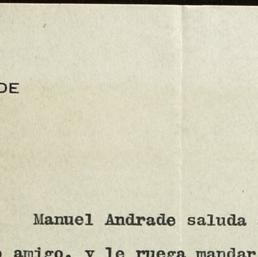 DE
Manuel Andrade saluda
amigo, y le ruega mandar